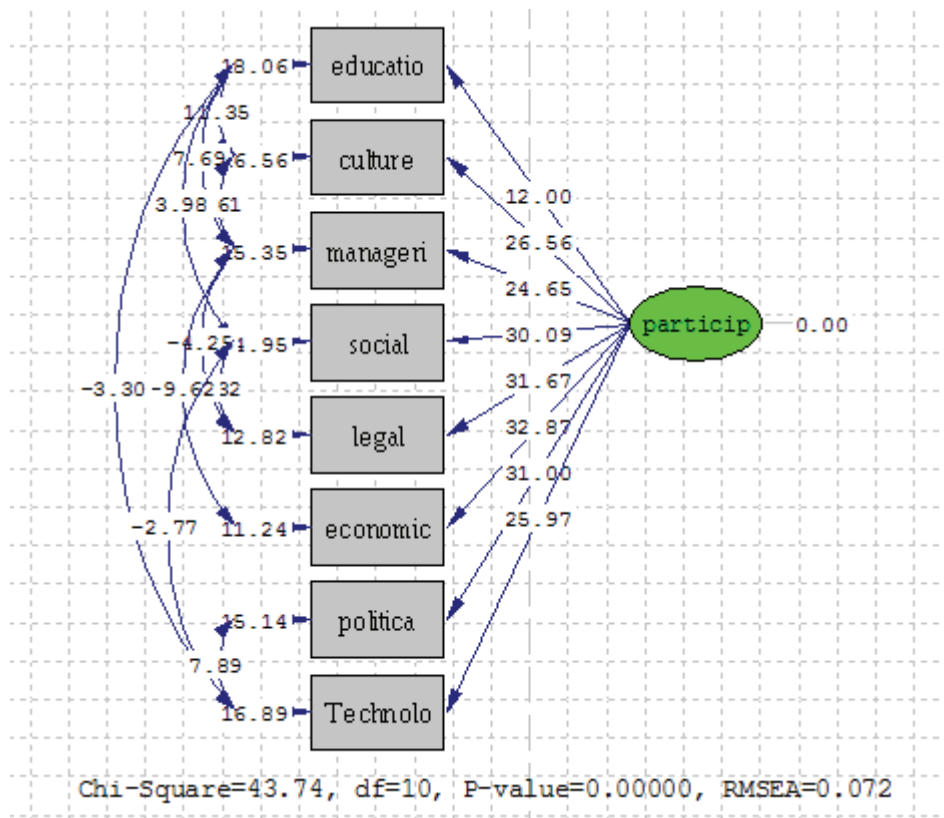 18.06 educatio
11.35
12.00
7.69 6.56 culture
3.98 61
26.56
15.35 manageri
24.65
particip 0.00
30.09
-4.25 1.95 social
31.67
-3.30 -9.62 32
32.87
12.82 legal
31.00
25.97
-2.77 11.24 economic
15.14 politica
7.89
16.89 Technolo
Chi-Square=43.74, df=10, P-value=0.00000, RMSEA=0.072